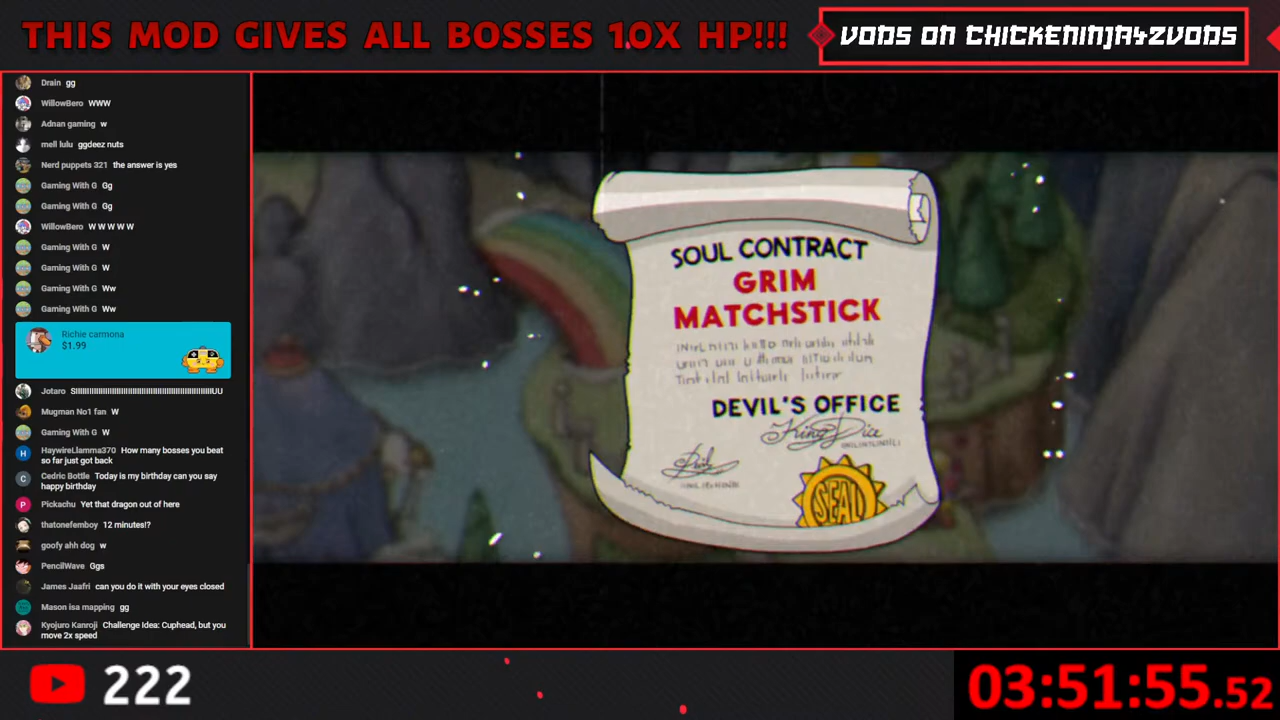 THIS MOD GIVES ALL BOSSES 10X HP!!!
VODS ON CHICKENINJA42VODS
Drain gg
WillowBero WWW
Adnan gaming w
mell lulu ggdeez nuts
Nerd puppets 321 the answer is yes
Gaming With G Gg
Gaming With G Gg
WillowBero W W W W W
Gaming With G W
Gaming With G W
Gaming With G Ww
Gaming With G Ww
Richie carmona
$1.99
Mugman No1 fan W
Gaming With G W
HaywireLlamma370 How many bosses you beat
so far just got back
Cedric Bottle Today is my birthday can you say
happy birthday
Pickachu Yet that dragon out of here
thatonefemboy 12 minutes!?
goofy ahh dog w
PencilWave Ggs
James Jaafri can you do it with your eyes closed
Mason isa mapping gg
Kyojuro Kanroji Challenge Idea: Cuphead, but you
move 2x speed
SOUL CONTRACT
GRIM
MATCHSTICK
DEVIL'S OFFICE
King Dice
SEAL
222
03:51:55.52